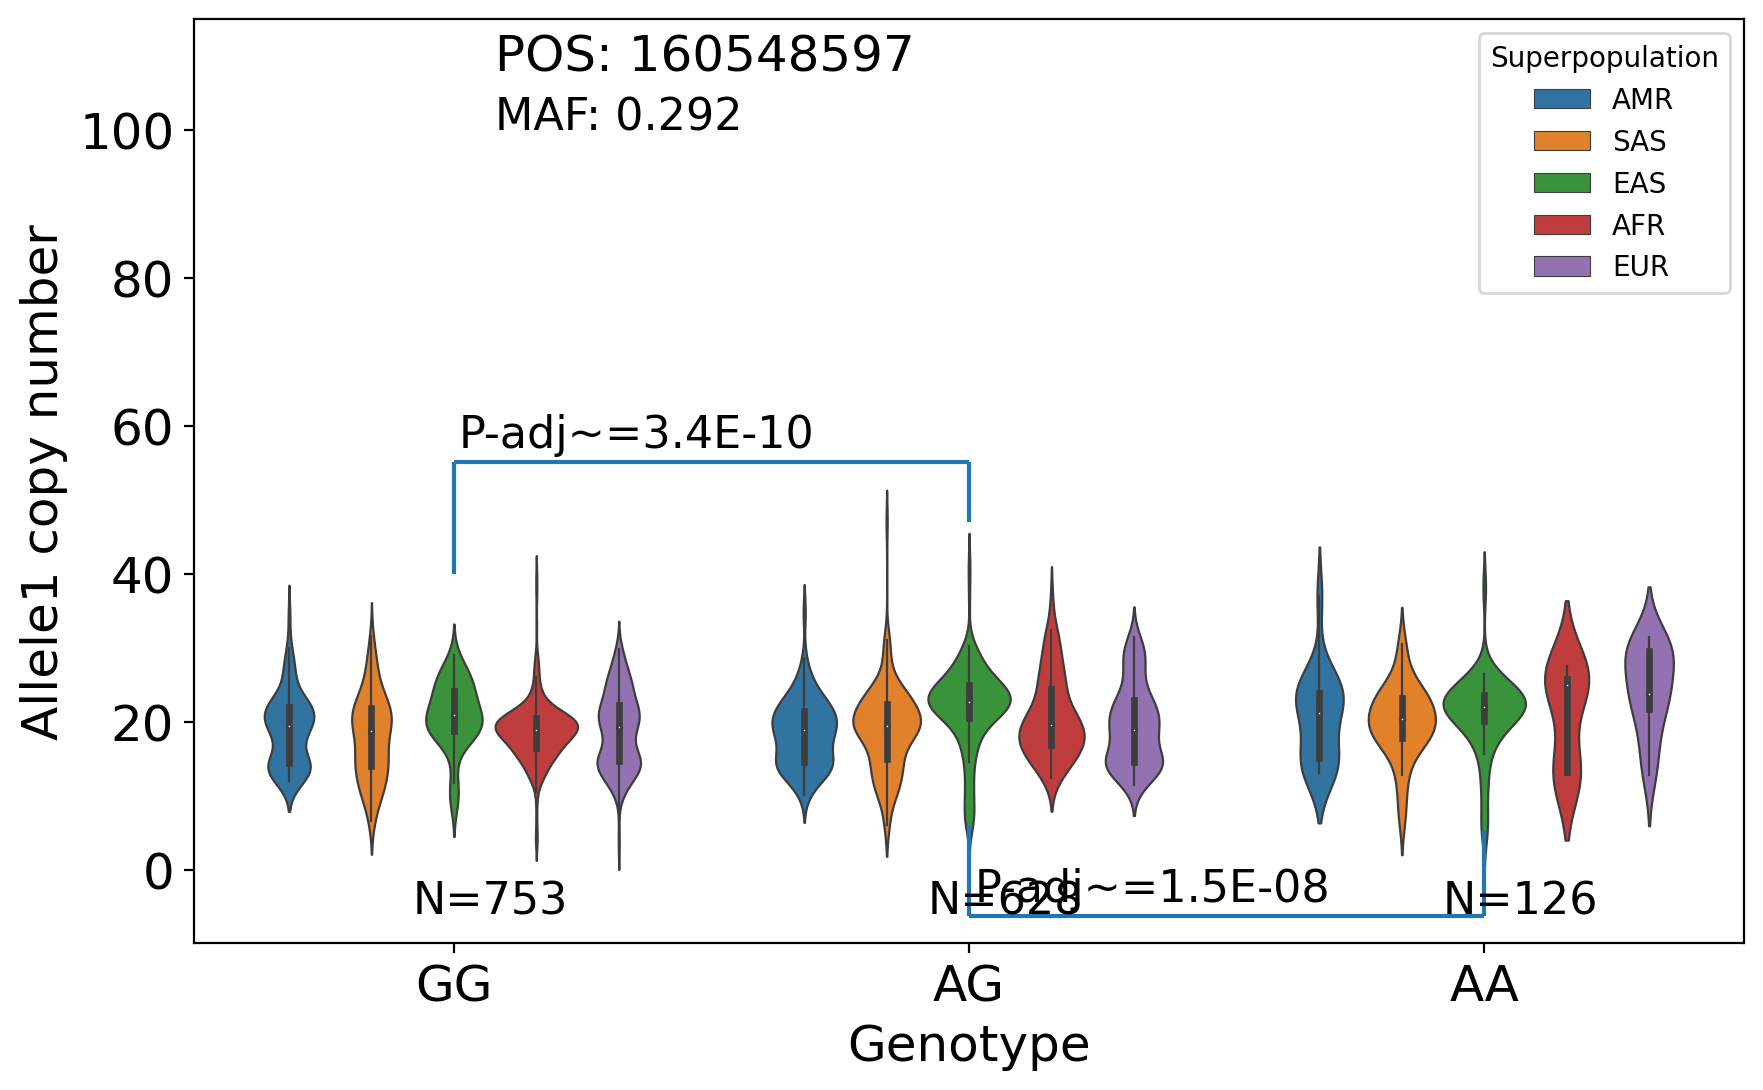 POS: 160548597
MAF: 0.292
Superpopulation
AMR
SAS
EAS
AFR
EUR
Allele1 copy number
100
80
60
40
20
0
P-adj~=3.4E-10
P-adj~=1.5E-08
N=753
N=628
N=126
GG
AG
AA
Genotype